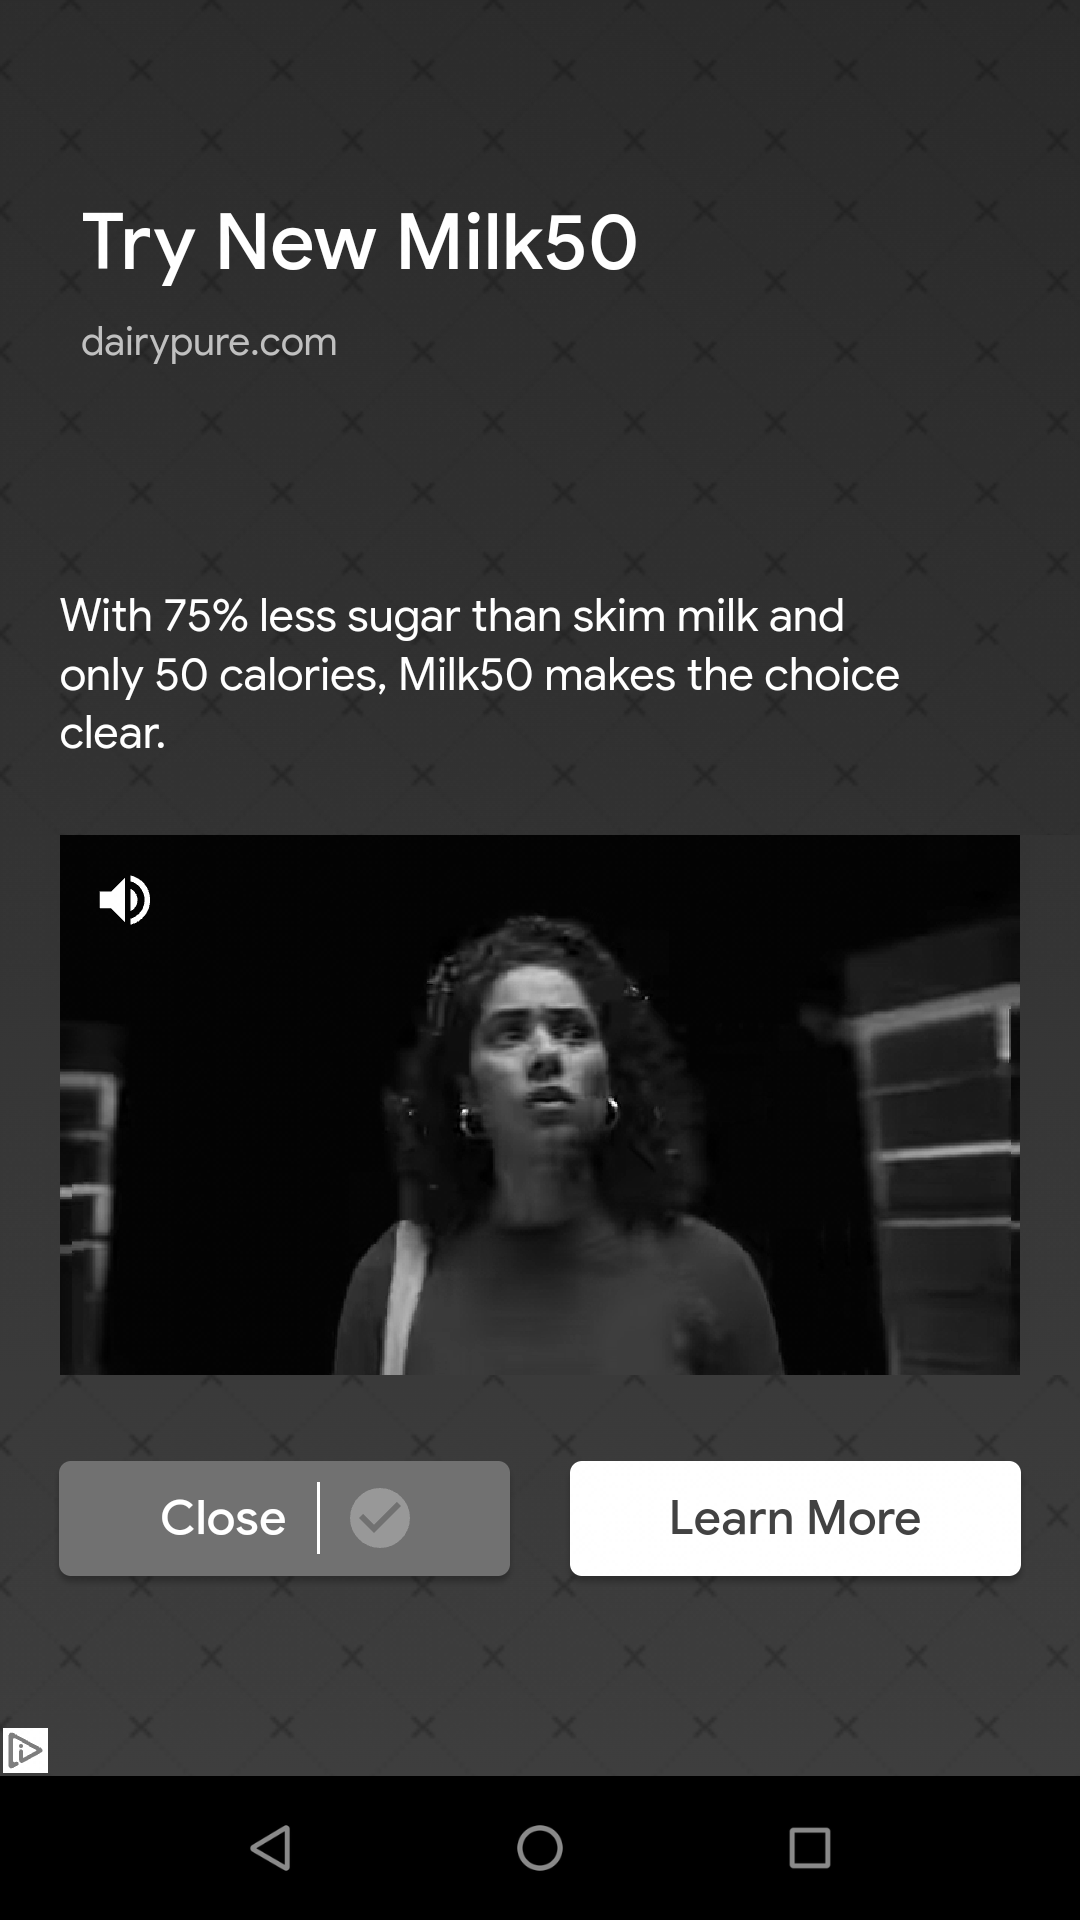 Try New Milk50
dairypure.com
With 75% less sugar than skim milk and
only 50 calories, Milk50 makes the choice
clear.
Close
Learn More